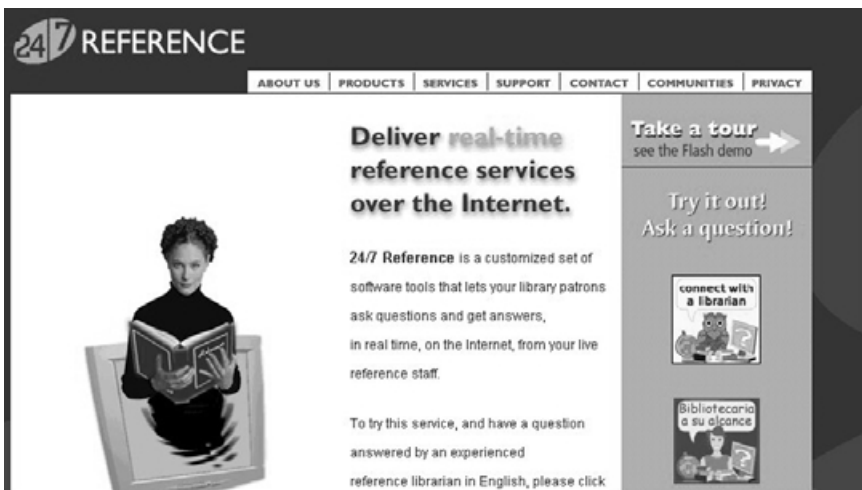 24/7 REFERENCE
ABOUT US | PRODUCTS | SERVICES | SUPPORT | CONTACT | COMMUNITIES | PRIVACY
Deliver real-time
reference services
over the Internet.
24/7 Reference is a customized set of
software tools that lets your library patrons
ask questions and get answers,
in real time, on the Internet, from your live
reference staff.
To try this service, and have a question
answered by an experienced
reference librarian in English, please click
Take a tour
see the Flash demo
Try it out!
Ask a question!
connect with
a librarian
Bibliotecaria
a su alcance